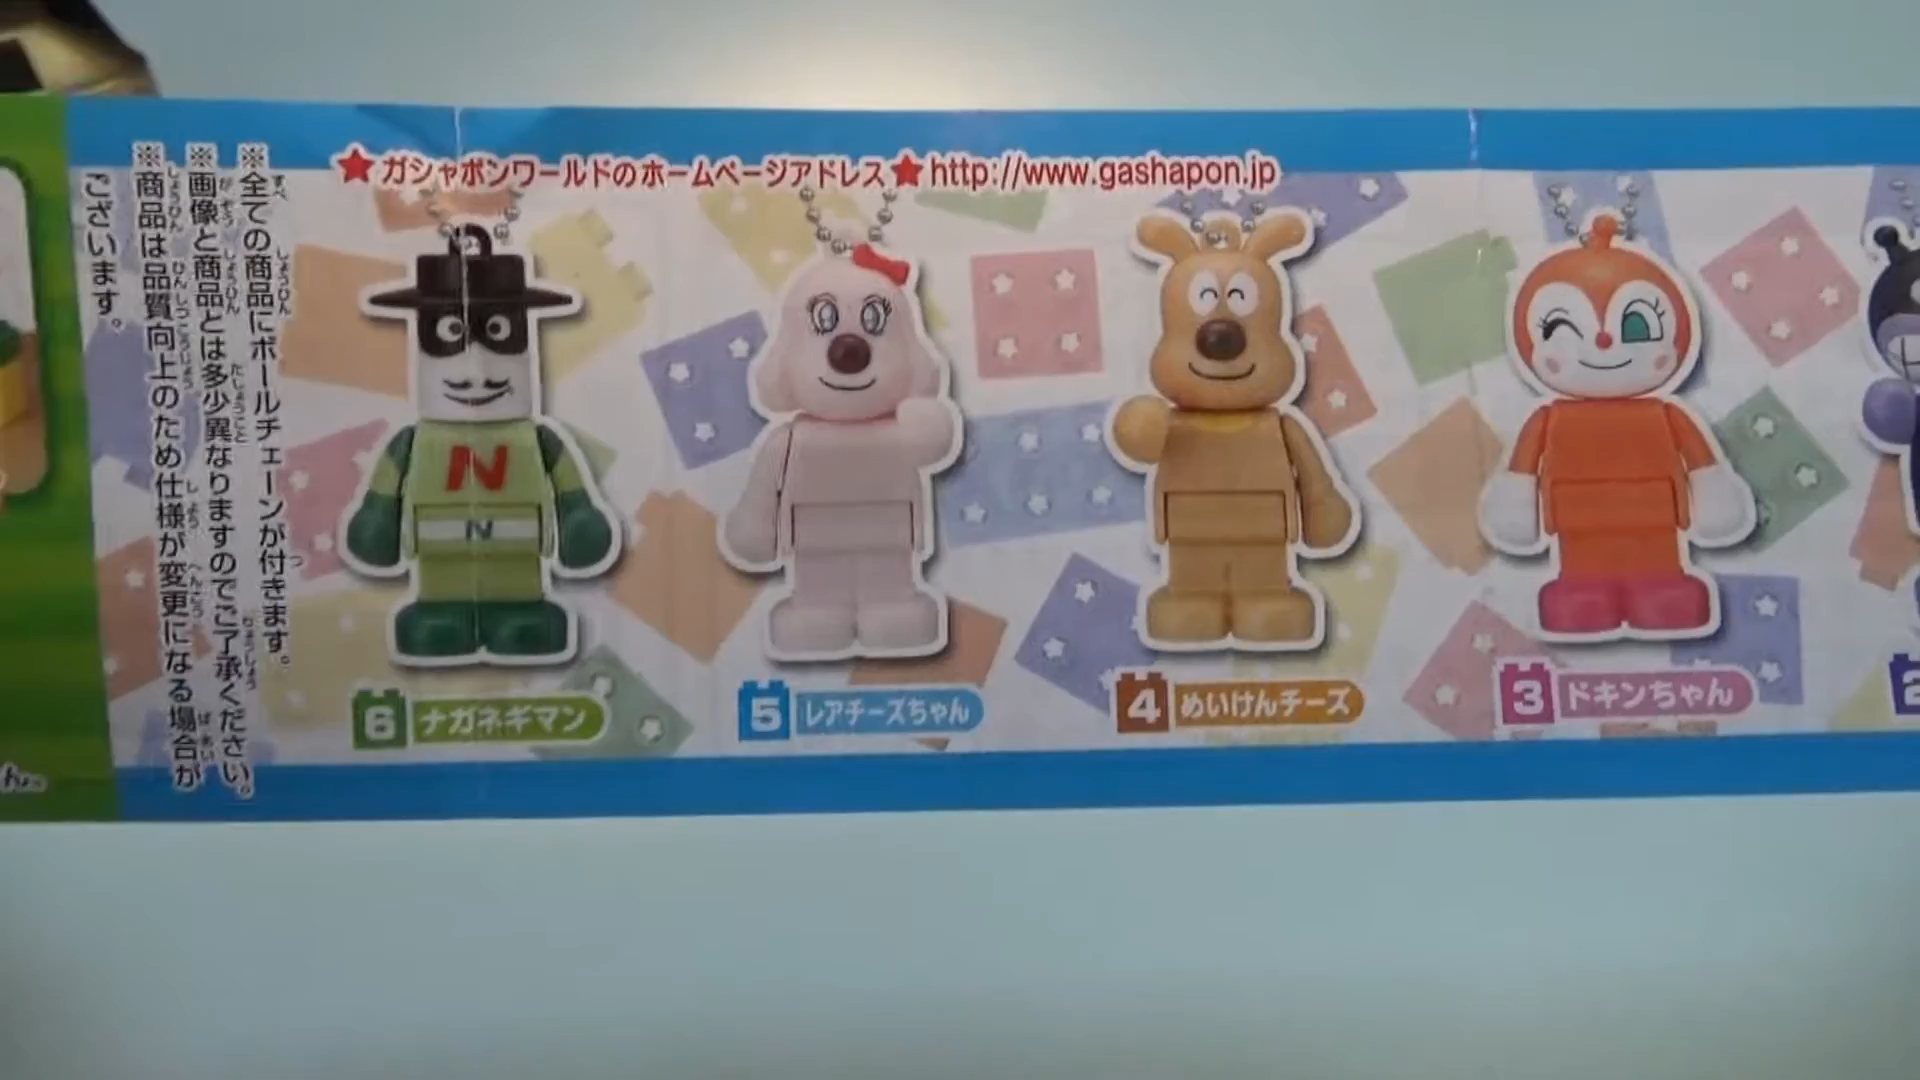 ★ガシャポンワールドのホームページアドレス★http://www.gashapon.jp
※全ての商品にボールチェーンが付きます。
※画像と商品とは多少異なりますのでご了承ください。
※商品は品質向上のため仕様が変更になる場合が
ございます。
6 ナガネギマン
5 レアチーズちゃん
4 めいけんチーズ
3 ドキンちゃん
2
N
N